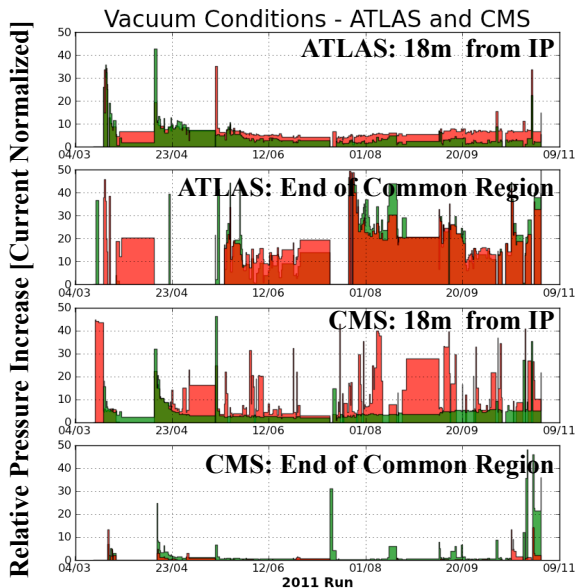 Vacuum Conditions - ATLAS and CMS
Relative Pressure Increase [Current Normalized]
ATLAS: 18m from IP
50
40
30
20
10
0
04/03 23/04 12/06 01/08 20/09 09/11
ATLAS: End of Common Region
50
40
30
20
10
0
04/03 23/04 12/06 01/08 20/09 09/11
CMS: 18m from IP
50
40
30
20
10
0
04/03 23/04 12/06 01/08 20/09 09/11
CMS: End of Common Region
50
40
30
20
10
0
04/03 23/04 12/06 01/08 20/09 09/11
2011 Run